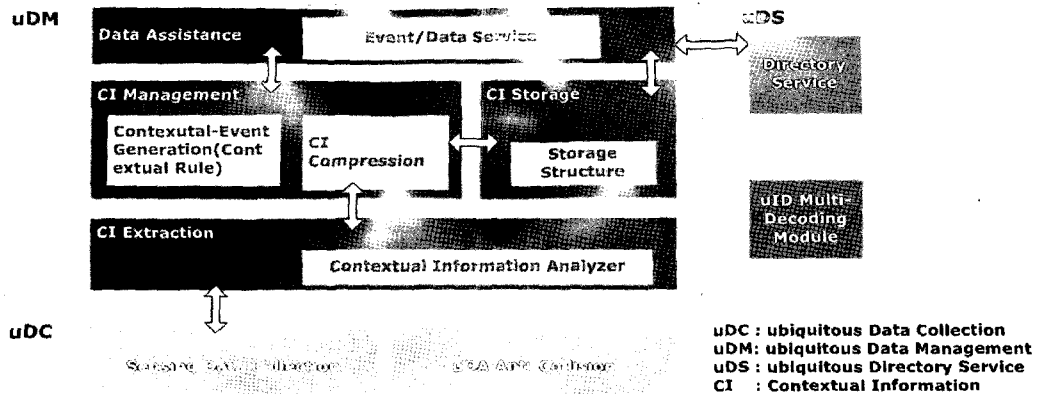 uDM
uDS
Data Assistance
Event/Data Service
Directory
Service
CI Management
CI Storage
Contexutal-Event
Generation(Cont
extual Rule)
CI
Compression
Storage
Structure
uID Multi-
Decoding
Module
CI Extraction
Contextual Information Analyzer
uDC
uDC : ubiquitous Data Collection
uDM: ubiquitous Data Management
uDS : ubiquitous Directory Service
CI : Contextual Information